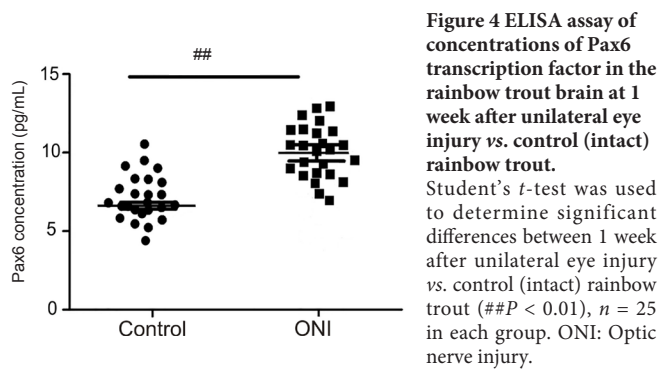 ##
15
10
5
0
Pax6 concentration (pg/mL)
Control
ONI
Figure 4 ELISA assay of
concentrations of Pax6
transcription factor in the
rainbow trout brain at 1
week after unilateral eye
injury vs. control (intact)
rainbow trout.
Student’s t-test was used
to determine significant
differences between 1 week
after unilateral eye injury
vs. control (intact) rainbow
trout (##P < 0.01), n = 25
in each group. ONI: Optic
nerve injury.